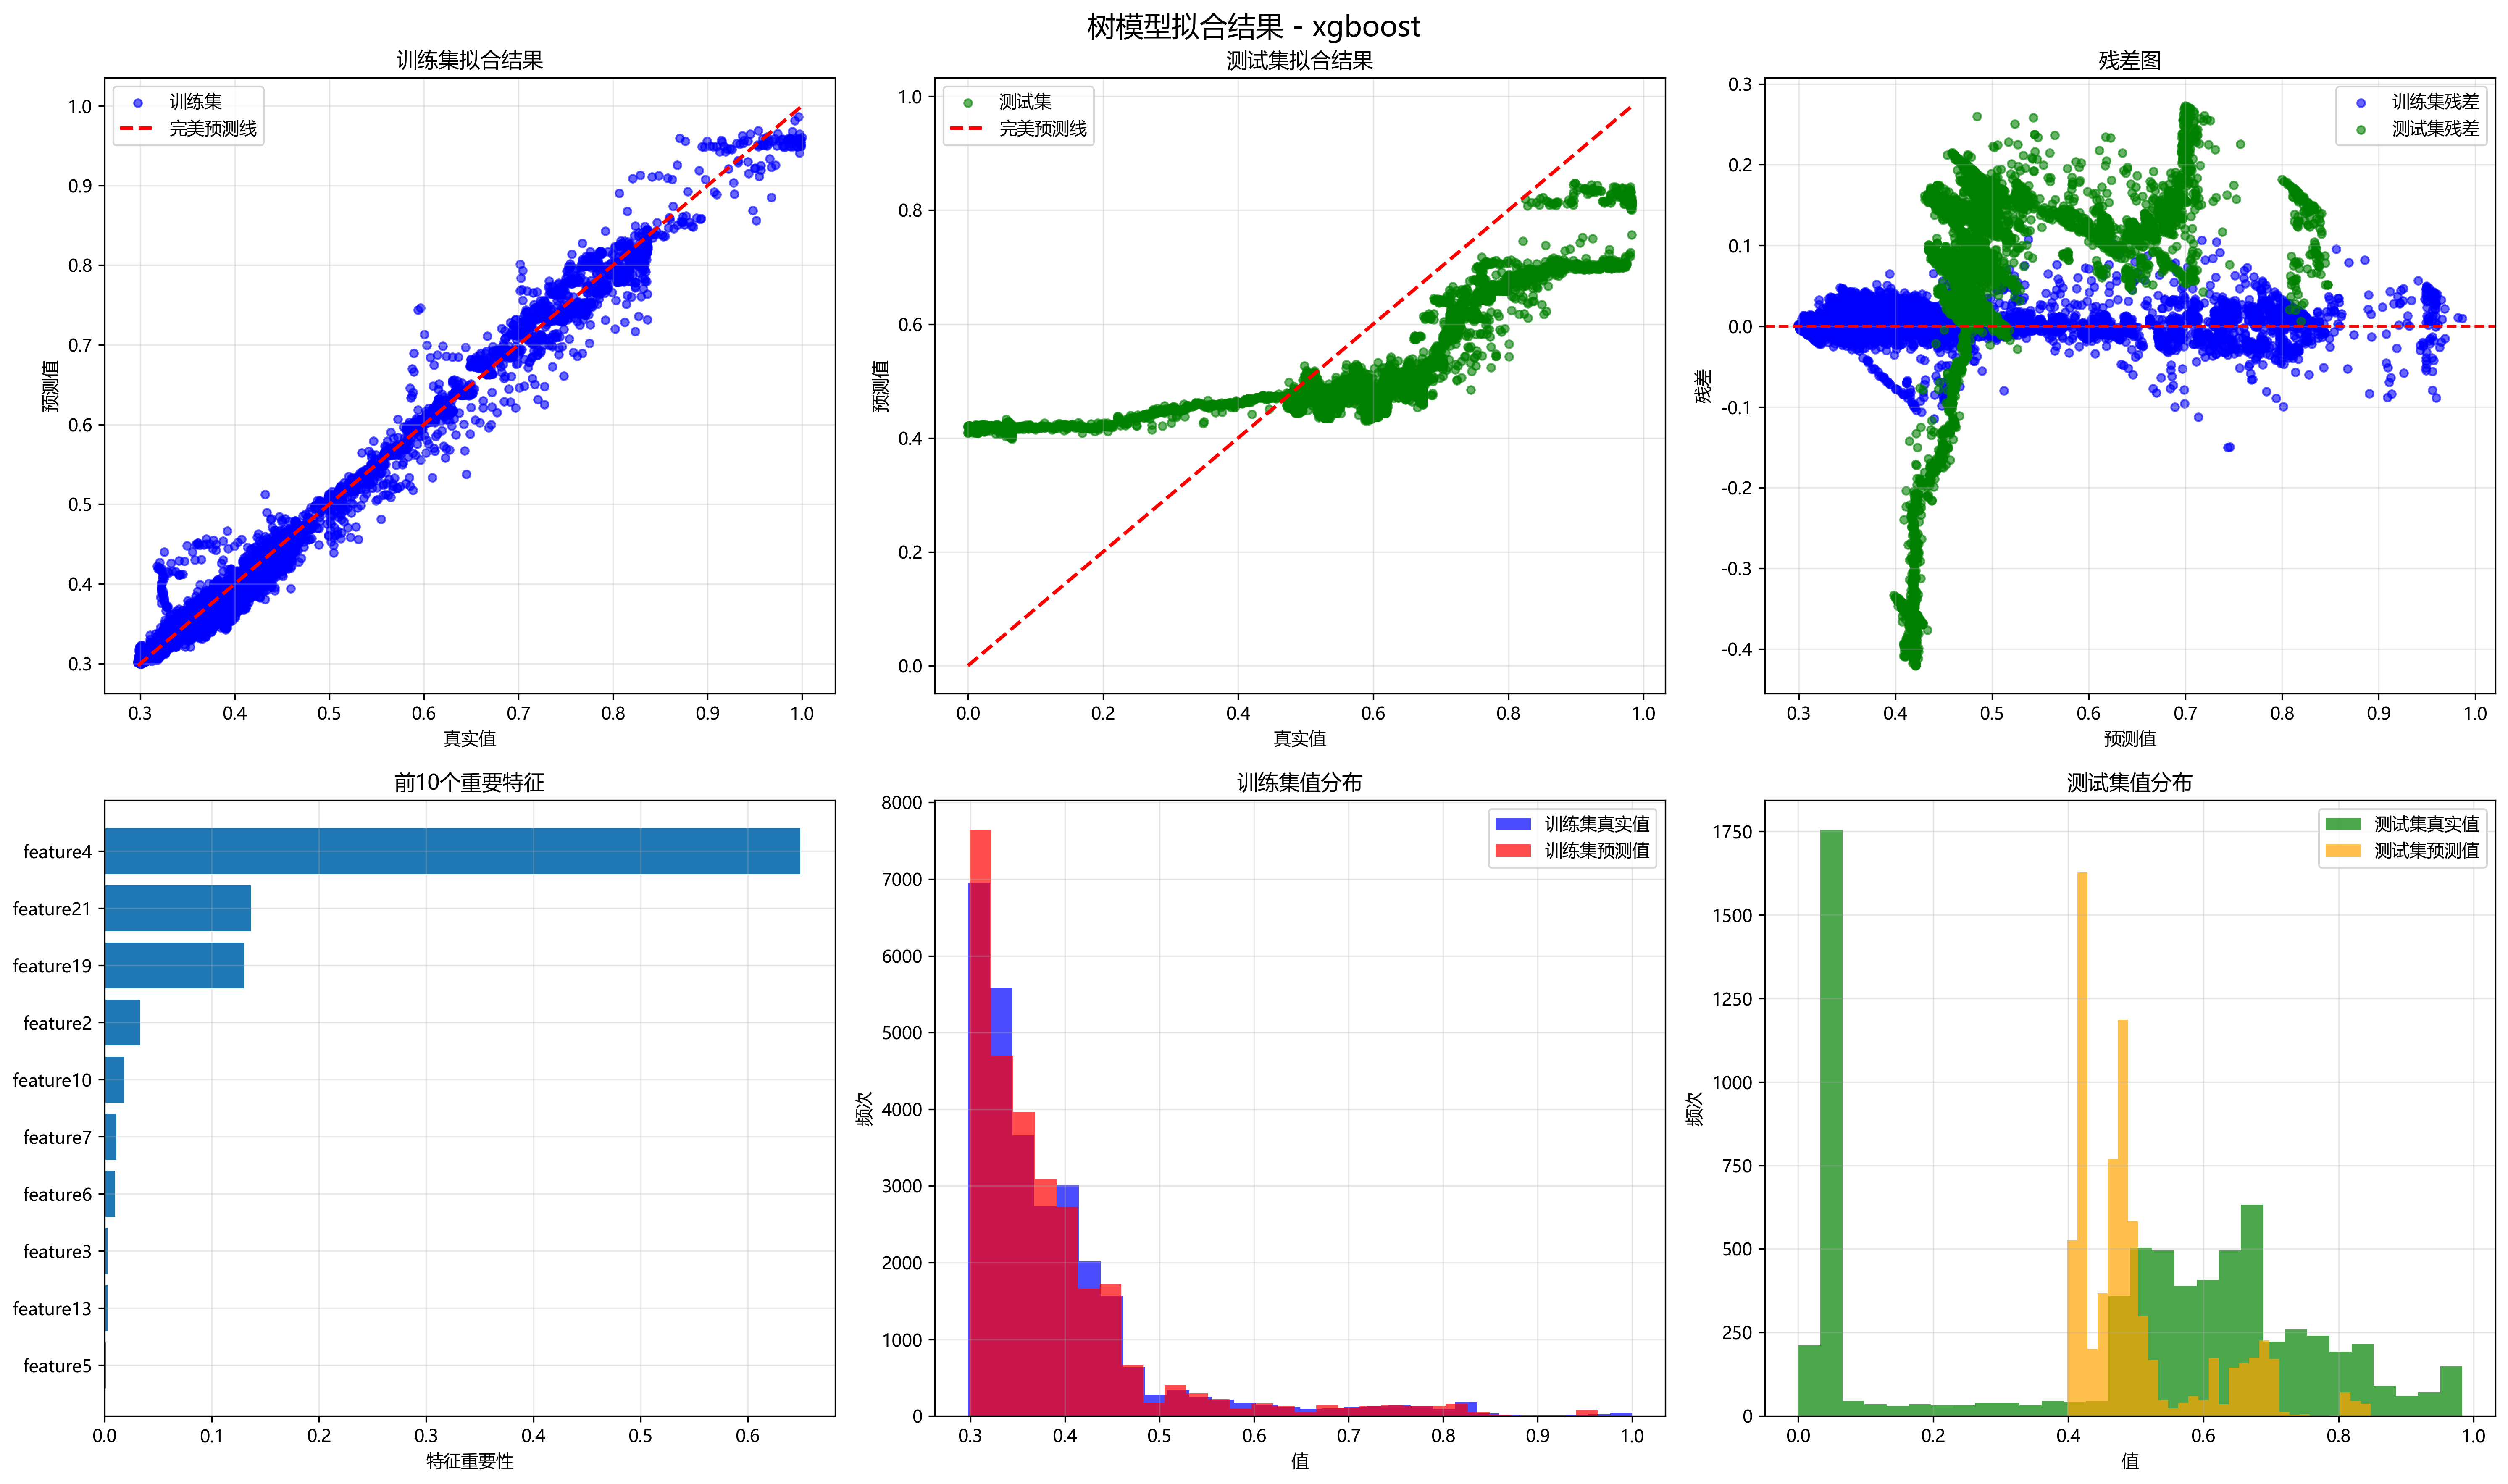 树模型拟合结果 - xgboost
训练集拟合结果
训练集
完美预测线
预测值
1.0
0.9
0.8
0.7
0.6
0.5
0.4
0.3
0.3 0.4 0.5 0.6 0.7 0.8 0.9 1.0
真实值
测试集拟合结果
测试集
完美预测线
预测值
1.0
0.8
0.6
0.4
0.2
0.0
0.0 0.2 0.4 0.6 0.8 1.0
真实值
残差图
训练集残差
测试集残差
残差
0.3
0.2
0.1
0.0
-0.1
-0.2
-0.3
-0.4
0.3 0.4 0.5 0.6 0.7 0.8 0.9 1.0
预测值
前10个重要特征
feature4
feature21
feature19
feature2
feature10
feature7
feature6
feature3
feature13
feature5
0.0 0.1 0.2 0.3 0.4 0.5 0.6
特征重要性
训练集值分布
训练集真实值
训练集预测值
频次
8000
7000
6000
5000
4000
3000
2000
1000
0
0.3 0.4 0.5 0.6 0.7 0.8 0.9 1.0
值
测试集值分布
测试集真实值
测试集预测值
频次
1750
1500
1250
1000
750
500
250
0
0.0 0.2 0.4 0.6 0.8 1.0
值